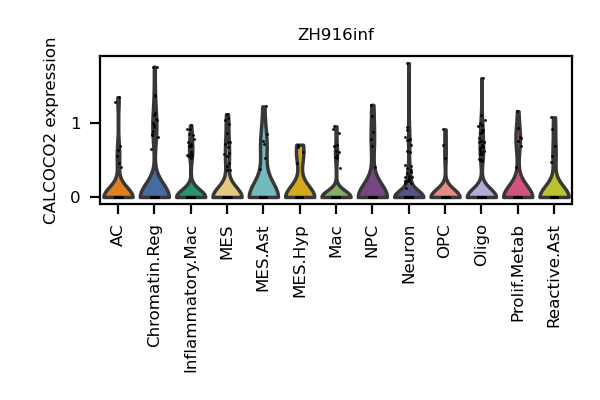 ZH916inf
CALCOCO2 expression
1
0
AC
Chromatin.Reg
Inflammatory.Mac
MES
MES.Ast
MES.Hyp
Mac
NPC
Neuron
OPC
Oligo
Prolif.Metab
Reactive.Ast